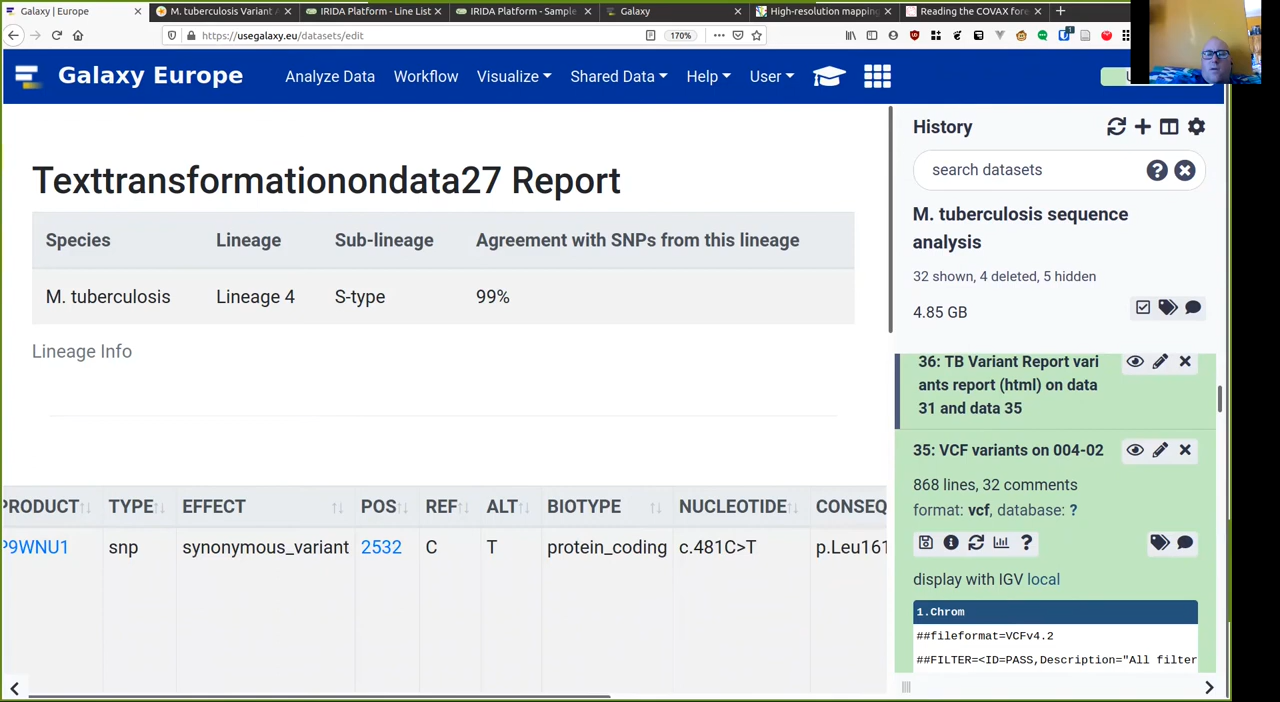 Galaxy | Europe
M. tuberculosis Variant
IRIDA Platform - Line List
IRIDA Platform - Sample
Galaxy
High-resolution mapping
Reading the COVAX fore
https://usegalaxy.eu/datasets/edit
170%
Galaxy Europe
Analyze Data
Workflow
Visualize
Shared Data
Help
User
Texttransformationondata27 Report
Species Lineage Sub-lineage Agreement with SNPs from this lineage
M. tuberculosis Lineage 4 S-type 99%
Lineage Info
PRODUCT TYPE EFFECT POS REF ALT BIOTYPE NUCLEOTIDE CONSEQ
P9WNU1 snp synonymous_variant 2532 C T protein_coding c.481C>T p.Leu161
History
search datasets
M. tuberculosis sequence
analysis
32 shown, 4 deleted, 5 hidden
4.85 GB
36: TB Variant Report vari
ants report (html) on data
31 and data 35
35: VCF variants on 004-02
868 lines, 32 comments
format: vcf, database: ?
display with IGV local
1.Chrom
##fileformat=VCFv4.2
##FILTER=<ID=PASS,Description="All filter